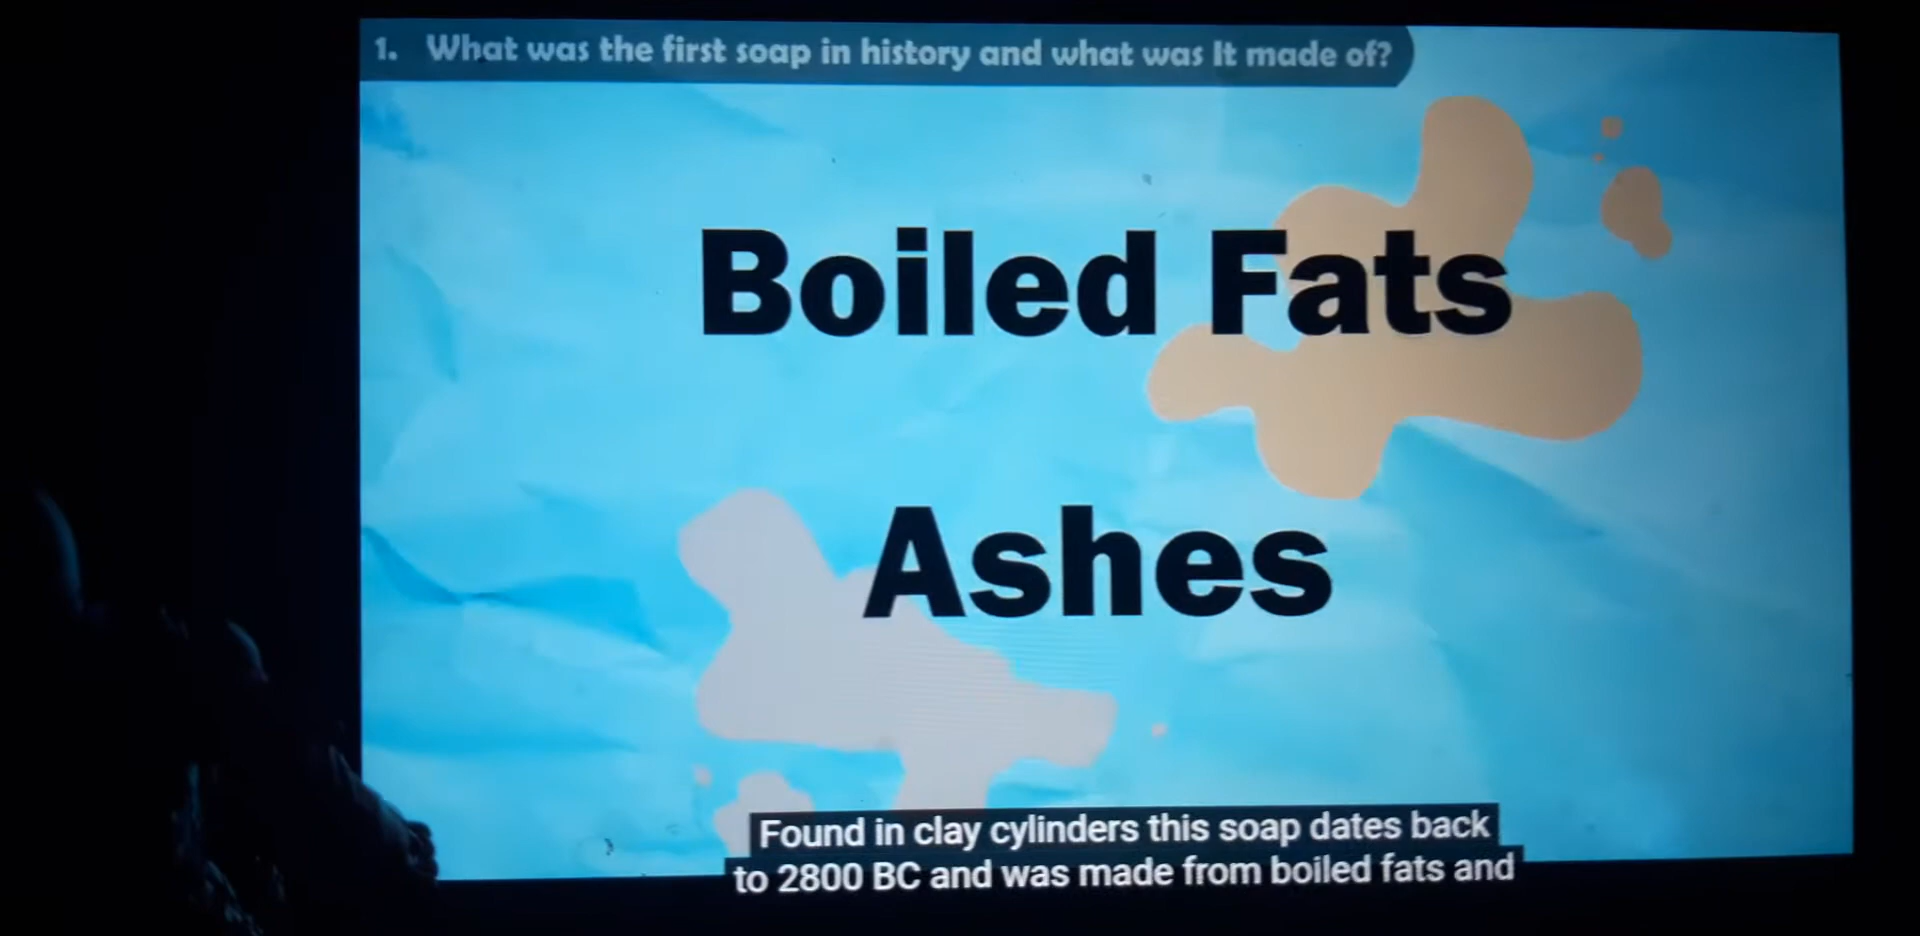 1. What was the first soap in history and what was It made of?
Boiled Fats
Ashes
Found in clay cylinders this soap dates back
to 2800 BC and was made from boiled fats and